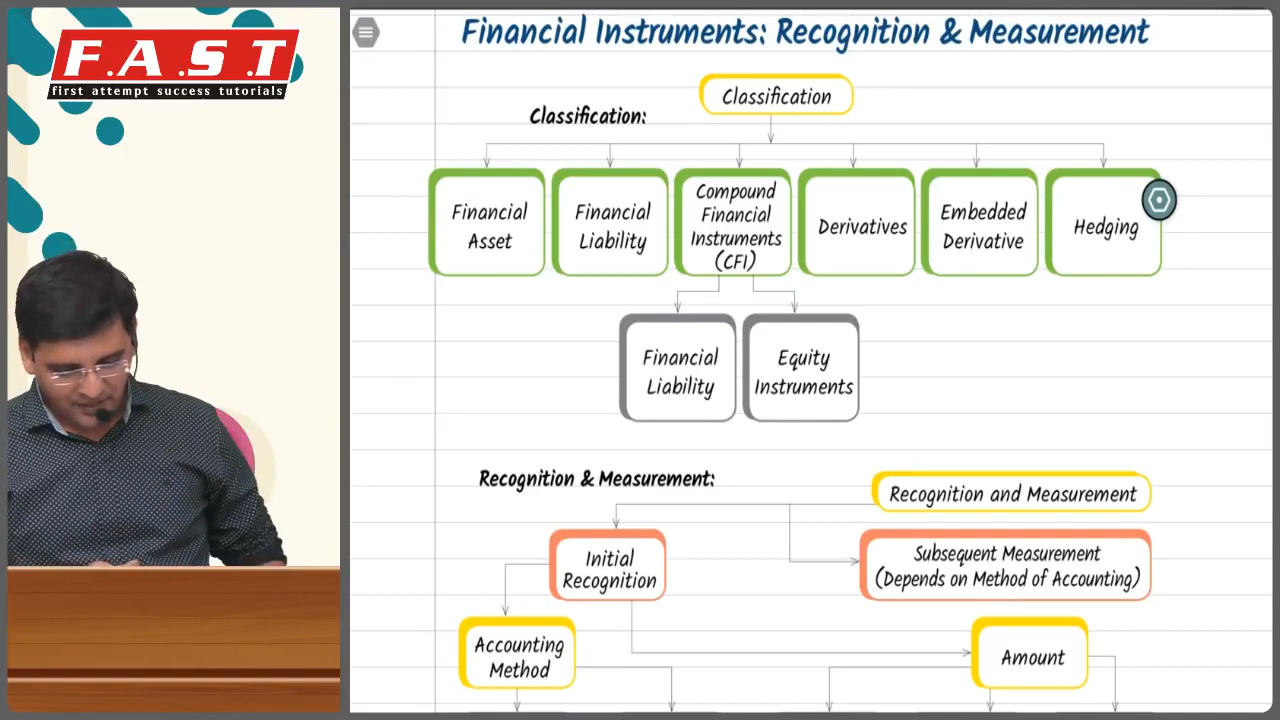 F.A.S.T
first attempt success tutorials
Financial Instruments: Recognition & Measurement
Classification
Classification:
Financial
Asset
Financial
Liability
Compound
Financial
Instruments
(CFI)
Derivatives
Embedded
Derivative
Hedging
Financial
Liability
Equity
Instruments
Recognition & Measurement:
Recognition and Measurement
Initial
Recognition
Subsequent Measurement
(Depends on Method of Accounting)
Accounting
Method
Amount